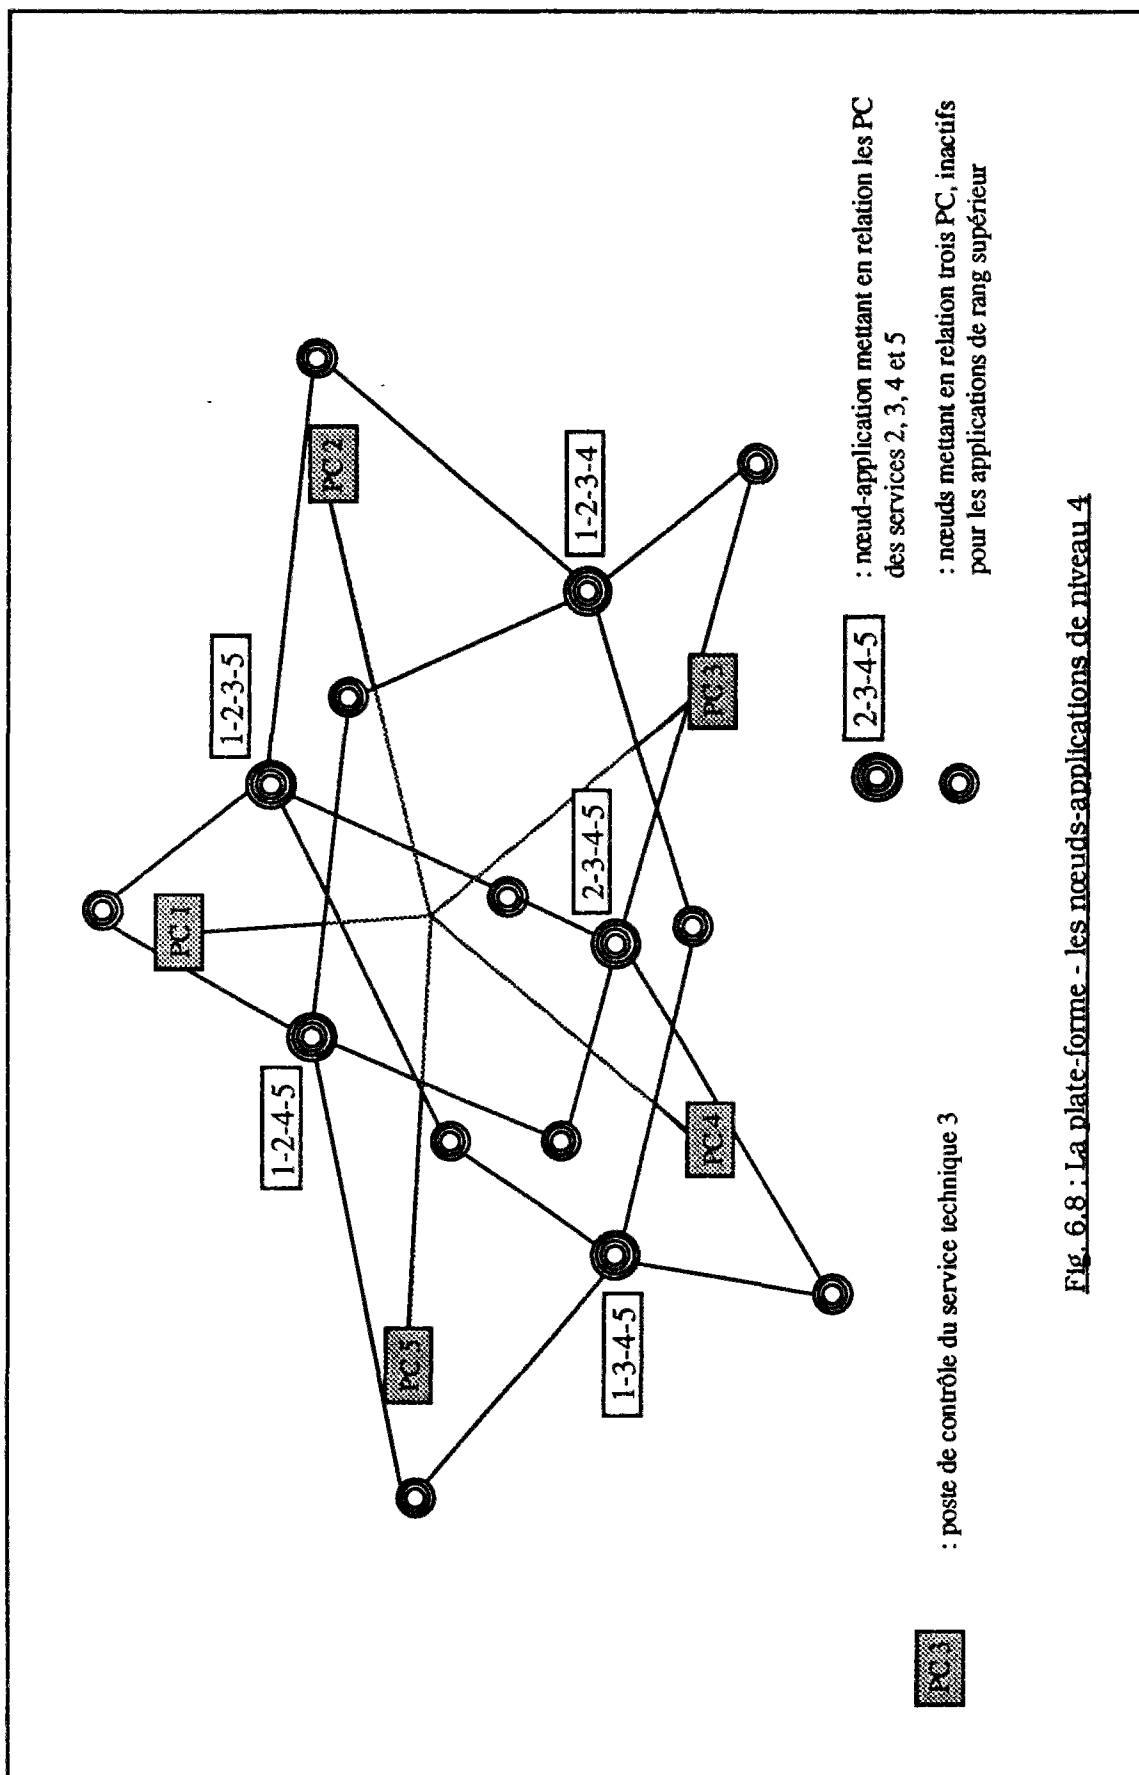 PC 1
PC 2
PC 3
PC 4
PC 5
1-2-3-5
1-2-4-5
1-2-3-4
2-3-4-5
1-3-4-5
PC 3
: poste de contrôle du service technique 3
2-3-4-5
: nœud-application mettant en relation les PC
des services 2, 3, 4 et 5
: nœuds mettant en relation trois PC, inactifs
pour les applications de rang supérieur
Fig. 6.8 : La plate-forme - les nœuds-applications de niveau 4